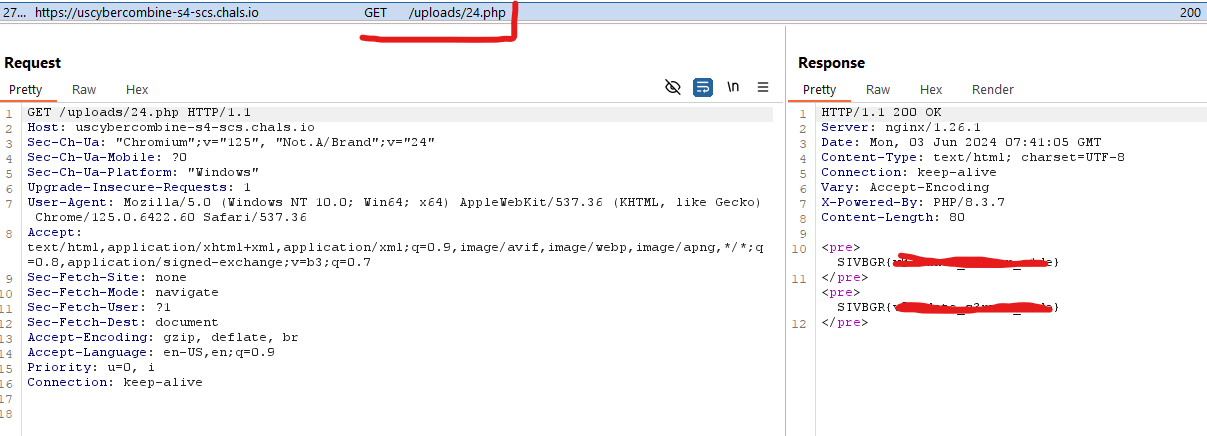 27... https://uscybercombine-s4-scs.chals.io GET /uploads/24.php 200
Request
Pretty Raw Hex
\n
1 GET /uploads/24.php HTTP/1.1
2 Host: uscybercombine-s4-scs.chals.io
3 Sec-Ch-Ua: "Chromium";v="125", "Not.A/Brand";v="24"
4 Sec-Ch-Ua-Mobile: ?0
5 Sec-Ch-Ua-Platform: "Windows"
6 Upgrade-Insecure-Requests: 1
7 User-Agent: Mozilla/5.0 (Windows NT 10.0; Win64; x64) AppleWebKit/537.36 (KHTML, like Gecko)
Chrome/125.0.6422.60 Safari/537.36
8 Accept:
text/html,application/xhtml+xml,application/xml;q=0.9,image/avif,image/webp,image/apng,*/*;q
=0.8,application/signed-exchange;v=b3;q=0.7
9 Sec-Fetch-Site: none
10 Sec-Fetch-Mode: navigate
11 Sec-Fetch-User: ?1
12 Sec-Fetch-Dest: document
13 Accept-Encoding: gzip, deflate, br
14 Accept-Language: en-US,en;q=0.9
15 Priority: u=0, i
16 Connection: keep-alive
17
18
Response
Pretty Raw Hex Render
1 HTTP/1.1 200 OK
2 Server: nginx/1.26.1
3 Date: Mon, 03 Jun 2024 07:41:05 GMT
4 Content-Type: text/html; charset=UTF-8
5 Connection: keep-alive
6 Vary: Accept-Encoding
7 X-Powered-By: PHP/8.3.7
8 Content-Length: 80
9
10 <pre>
SIVBGR{
11 </pre>
<pre>
SIVBGR{
12 </pre>